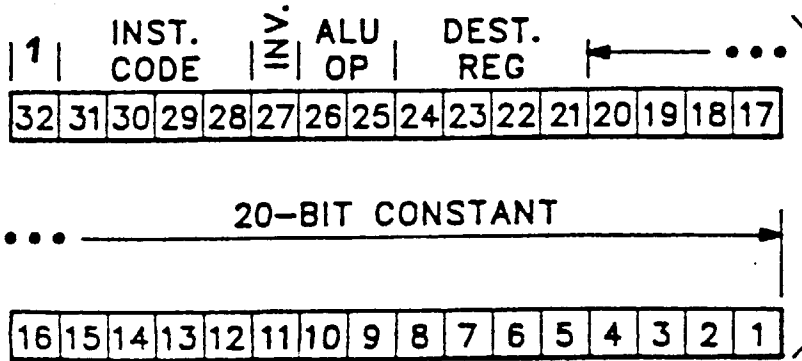 1 INST. CODE INV. ALU OP DEST. REG •••
32 31 30 29 28 27 26 25 24 23 22 21 20 19 18 17
••• 20-BIT CONSTANT
16 15 14 13 12 11 10 9 8 7 6 5 4 3 2 1